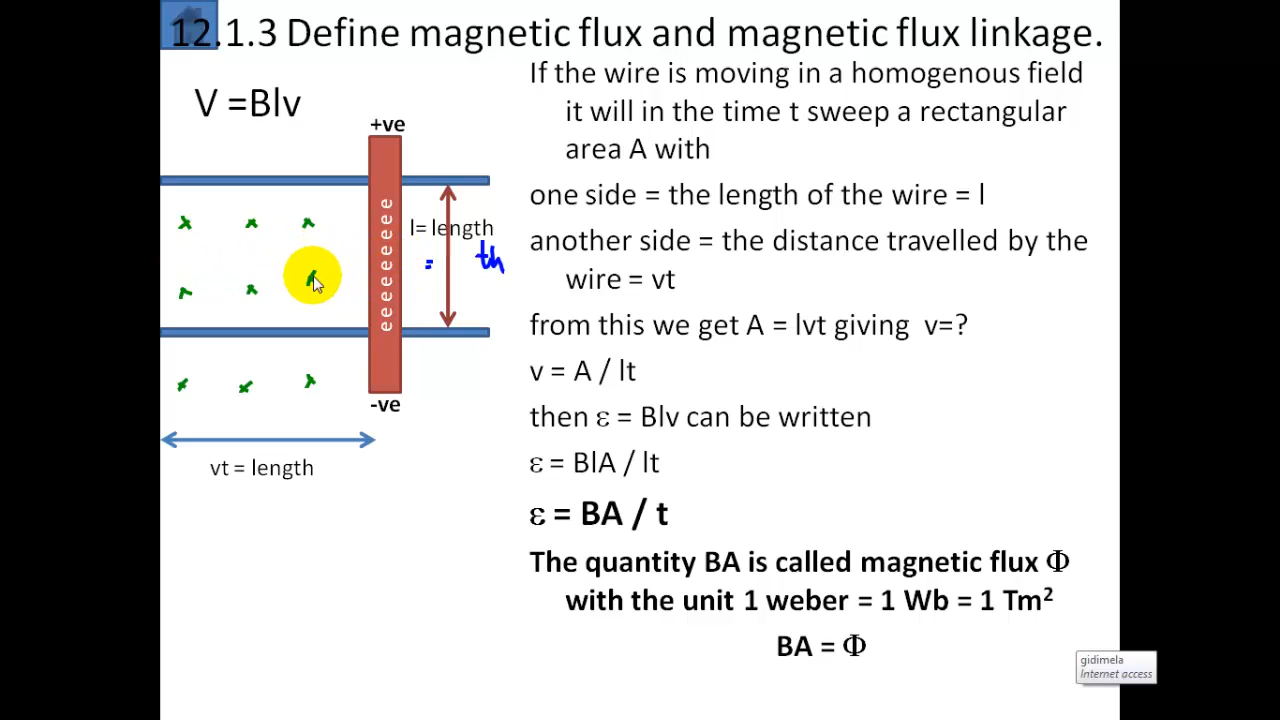 12.1.3 Define magnetic flux and magnetic flux linkage.
V =Blv
+ve
e e e e e e e e e
l= length
= th
-ve
vt = length
If the wire is moving in a homogenous field
it will in the time t sweep a rectangular
area A with
one side = the length of the wire = l
another side = the distance travelled by the
wire = vt
from this we get A = lvt giving v=?
v = A / lt
then ε = Blv can be written
ε = BlA / lt
ε = BA / t
The quantity BA is called magnetic flux Φ
with the unit 1 weber = 1 Wb = 1 Tm²
BA = Φ
gidimela
Internet access